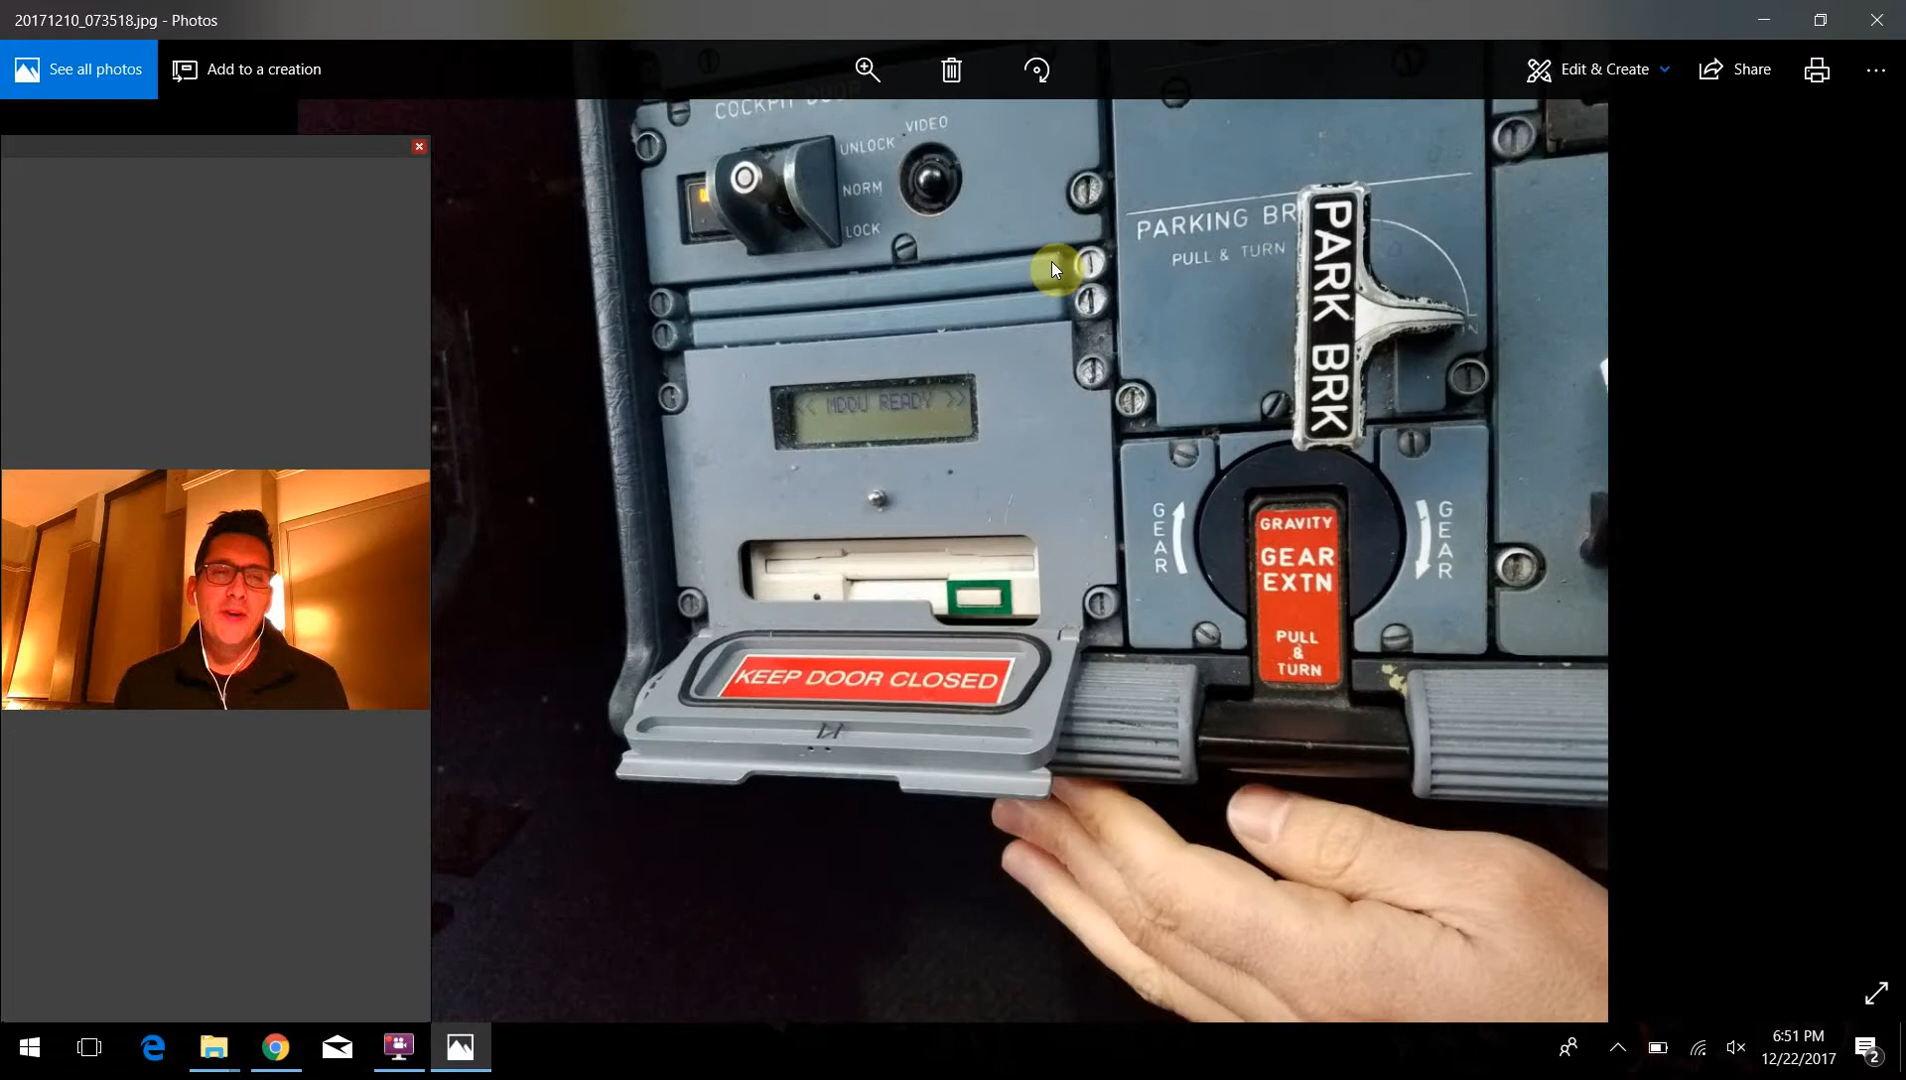 20171210_073518.jpg - Photos
See all photos
Add to a creation
Edit & Create
Share
COCKPIT DOOR
VIDEO
UNLOCK
NORM
LOCK
PARKING BR
PULL & TURN
PARK BRK
<< MDDU READY >>
GEAR
GEAR
GRAVITY
GEAR
EXTN
PULL
&
TURN
KEEP DOOR CLOSED
6:51 PM
12/22/2017
2